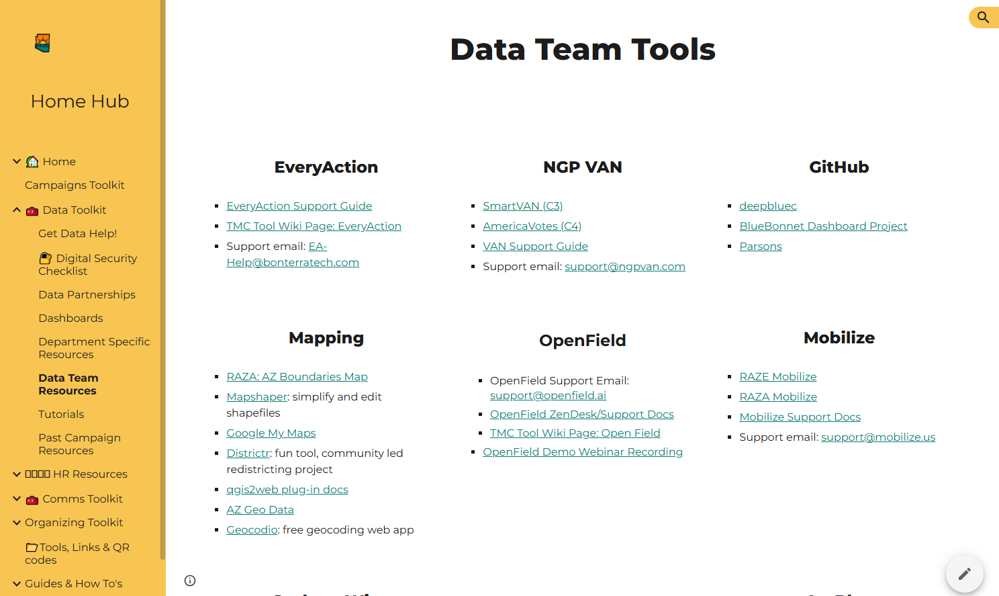 Home Hub
Home
Campaigns Toolkit
Data Toolkit
Get Data Help!
Digital Security
Checklist
Data Partnerships
Dashboards
Department Specific
Resources
Data Team
Resources
Tutorials
Past Campaign
Resources
HR Resources
Comms Toolkit
Organizing Toolkit
Tools, Links & QR
codes
Guides & How To's
Data Team Tools
EveryAction
EveryAction Support Guide
TMC Tool Wiki Page: EveryAction
Support email: EA-
Help@bonterratech.com
NGP VAN
SmartVAN (C3)
AmericaVotes (C4)
VAN Support Guide
Support email: support@ngpvan.com
GitHub
deepbluec
BlueBonnet Dashboard Project
Parsons
Mapping
RAZA: AZ Boundaries Map
Mapshaper: simplify and edit
shapefiles
Google My Maps
Districtr: fun tool, community led
redistricting project
qgis2web plug-in docs
AZ Geo Data
Geocodio: free geocoding web app
OpenField
OpenField Support Email:
support@openfield.ai
OpenField ZenDesk/Support Docs
TMC Tool Wiki Page: Open Field
OpenField Demo Webinar Recording
Mobilize
RAZE Mobilize
RAZA Mobilize
Mobilize Support Docs
Support email: support@mobilize.us